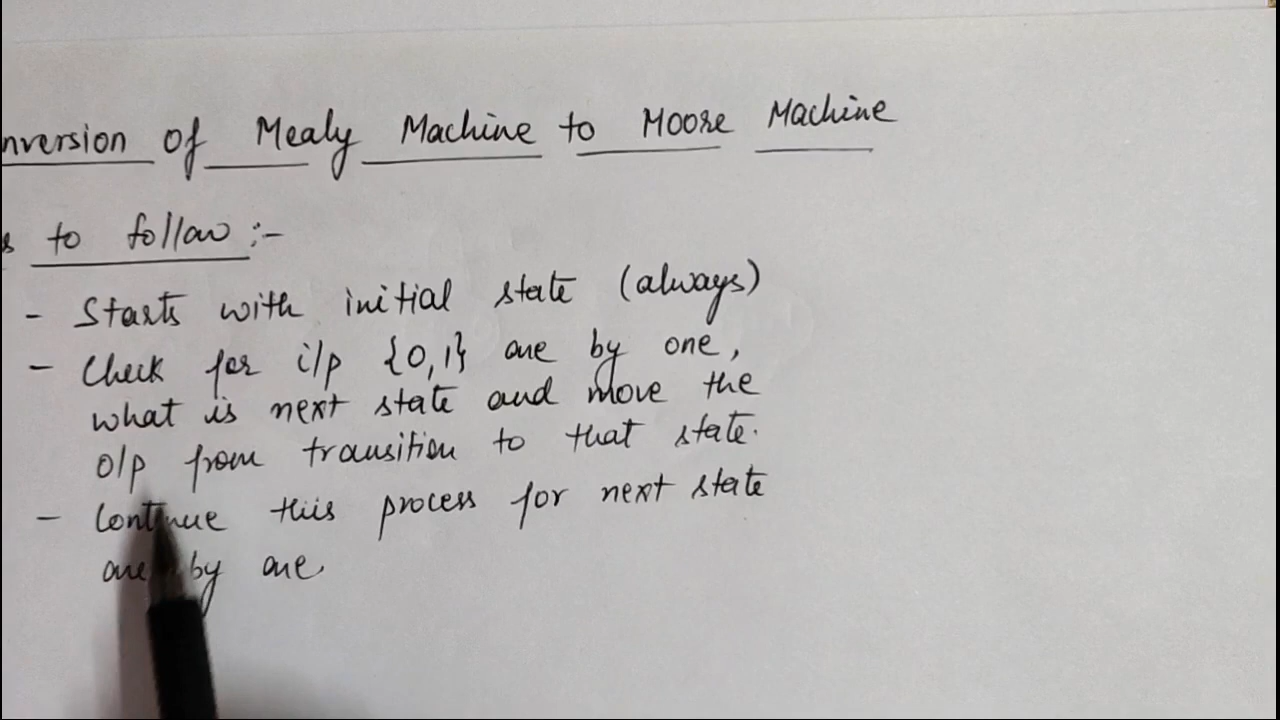 nversion of Mealy Machine to Moore Machine
s to follow :-
- Starts with initial state (always)
- Check for i/p {0,1} one by one,
what is next state and move the
O/p from transition to that state.
- Continue this process for next state
one by one